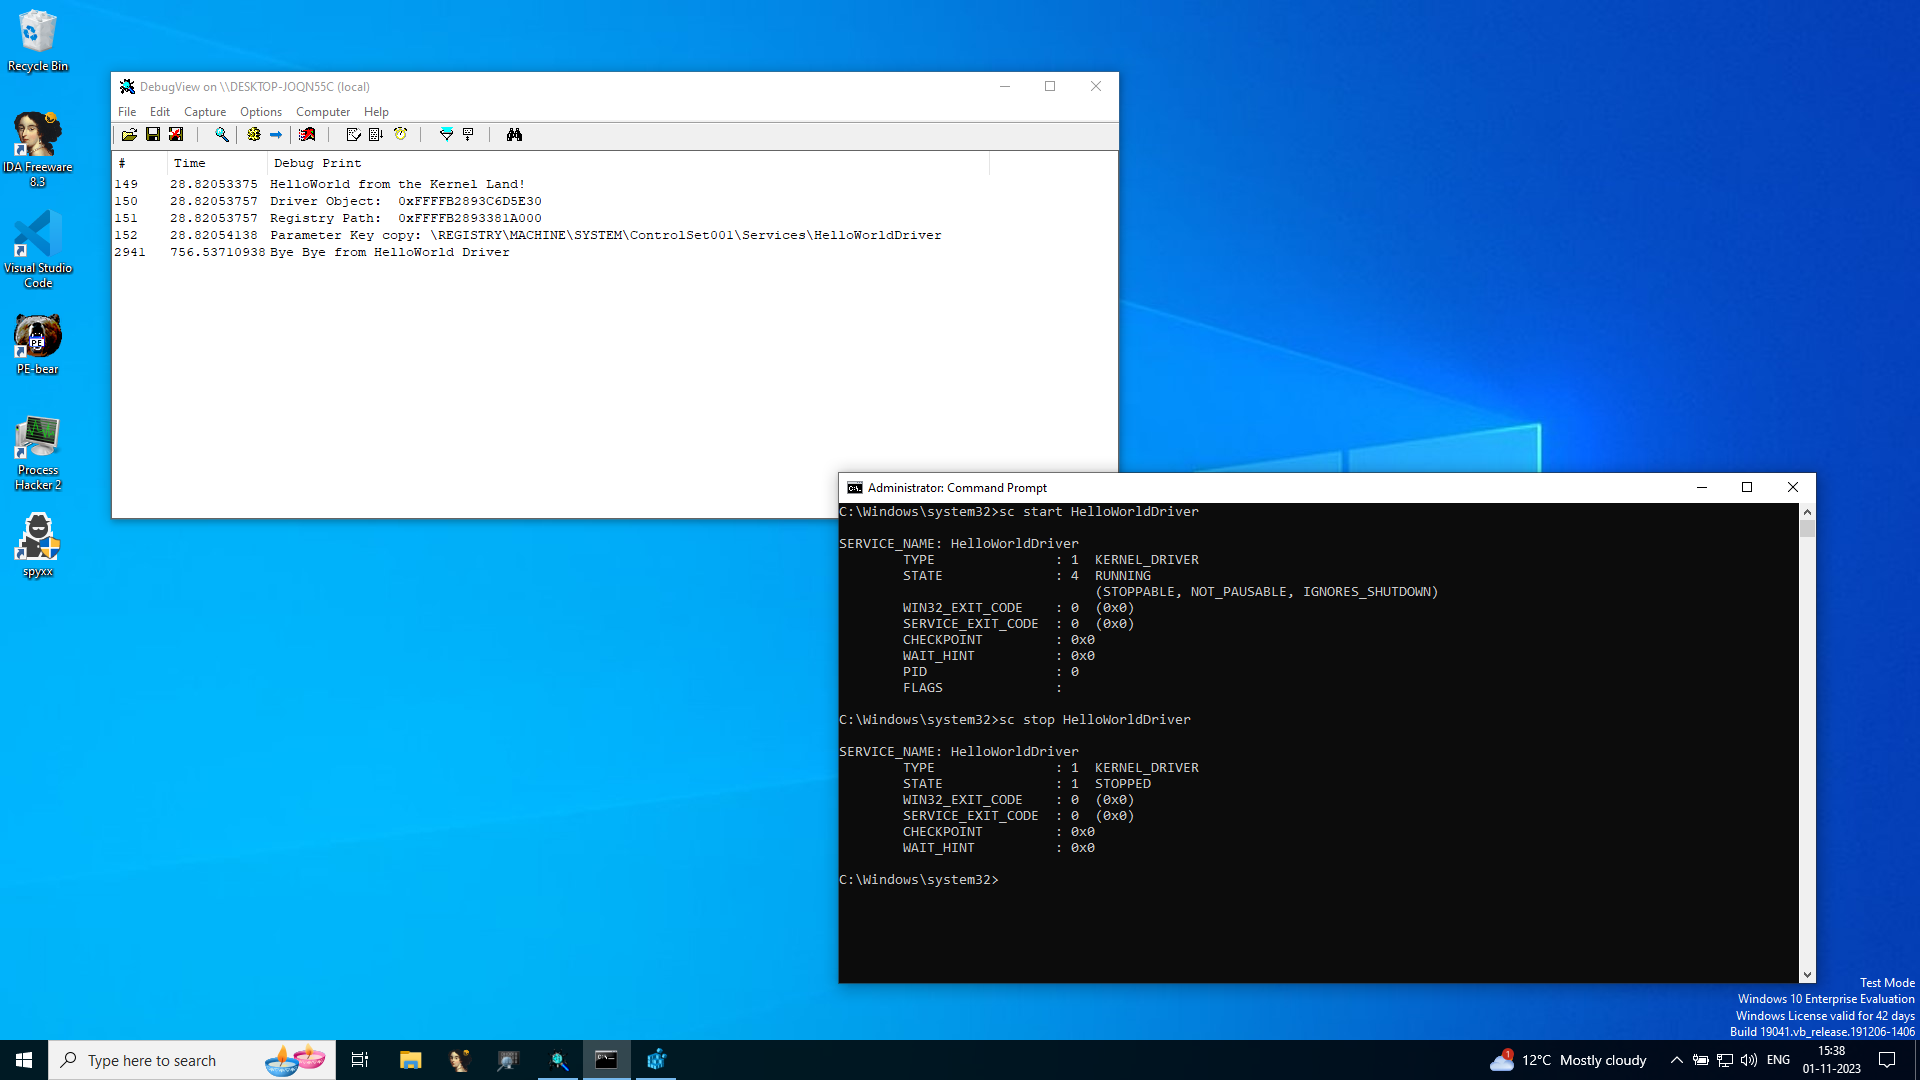 Recycle Bin
IDA Freeware
8.3
Visual Studio
Code
PE
PE-bear
Process
Hacker 2
spyxx
DebugView on \\DESKTOP-JOQN55C (local)
File Edit Capture Options Computer Help
# Time Debug Print
149 28.82053375 HelloWorld from the Kernel Land!
150 28.82053757 Driver Object: 0xFFFFB2893C6D5E30
151 28.82053757 Registry Path: 0xFFFFB2893381A000
152 28.82054138 Parameter Key copy: \REGISTRY\MACHINE\SYSTEM\ControlSet001\Services\HelloWorldDriver
2941 756.53710938 Bye Bye from HelloWorld Driver
Administrator: Command Prompt
C:\Windows\system32>sc start HelloWorldDriver
SERVICE_NAME: HelloWorldDriver
TYPE : 1 KERNEL_DRIVER
STATE : 4 RUNNING
(STOPPABLE, NOT_PAUSABLE, IGNORES_SHUTDOWN)
WIN32_EXIT_CODE : 0 (0x0)
SERVICE_EXIT_CODE : 0 (0x0)
CHECKPOINT : 0x0
WAIT_HINT : 0x0
PID : 0
FLAGS :
C:\Windows\system32>sc stop HelloWorldDriver
SERVICE_NAME: HelloWorldDriver
TYPE : 1 KERNEL_DRIVER
STATE : 1 STOPPED
WIN32_EXIT_CODE : 0 (0x0)
SERVICE_EXIT_CODE : 0 (0x0)
CHECKPOINT : 0x0
WAIT_HINT : 0x0
C:\Windows\system32>
Test Mode
Windows 10 Enterprise Evaluation
Windows License valid for 42 days
Build 19041.vb_release.191206-1406
Type here to search
1
12°C Mostly cloudy
ENG
15:38
01-11-2023